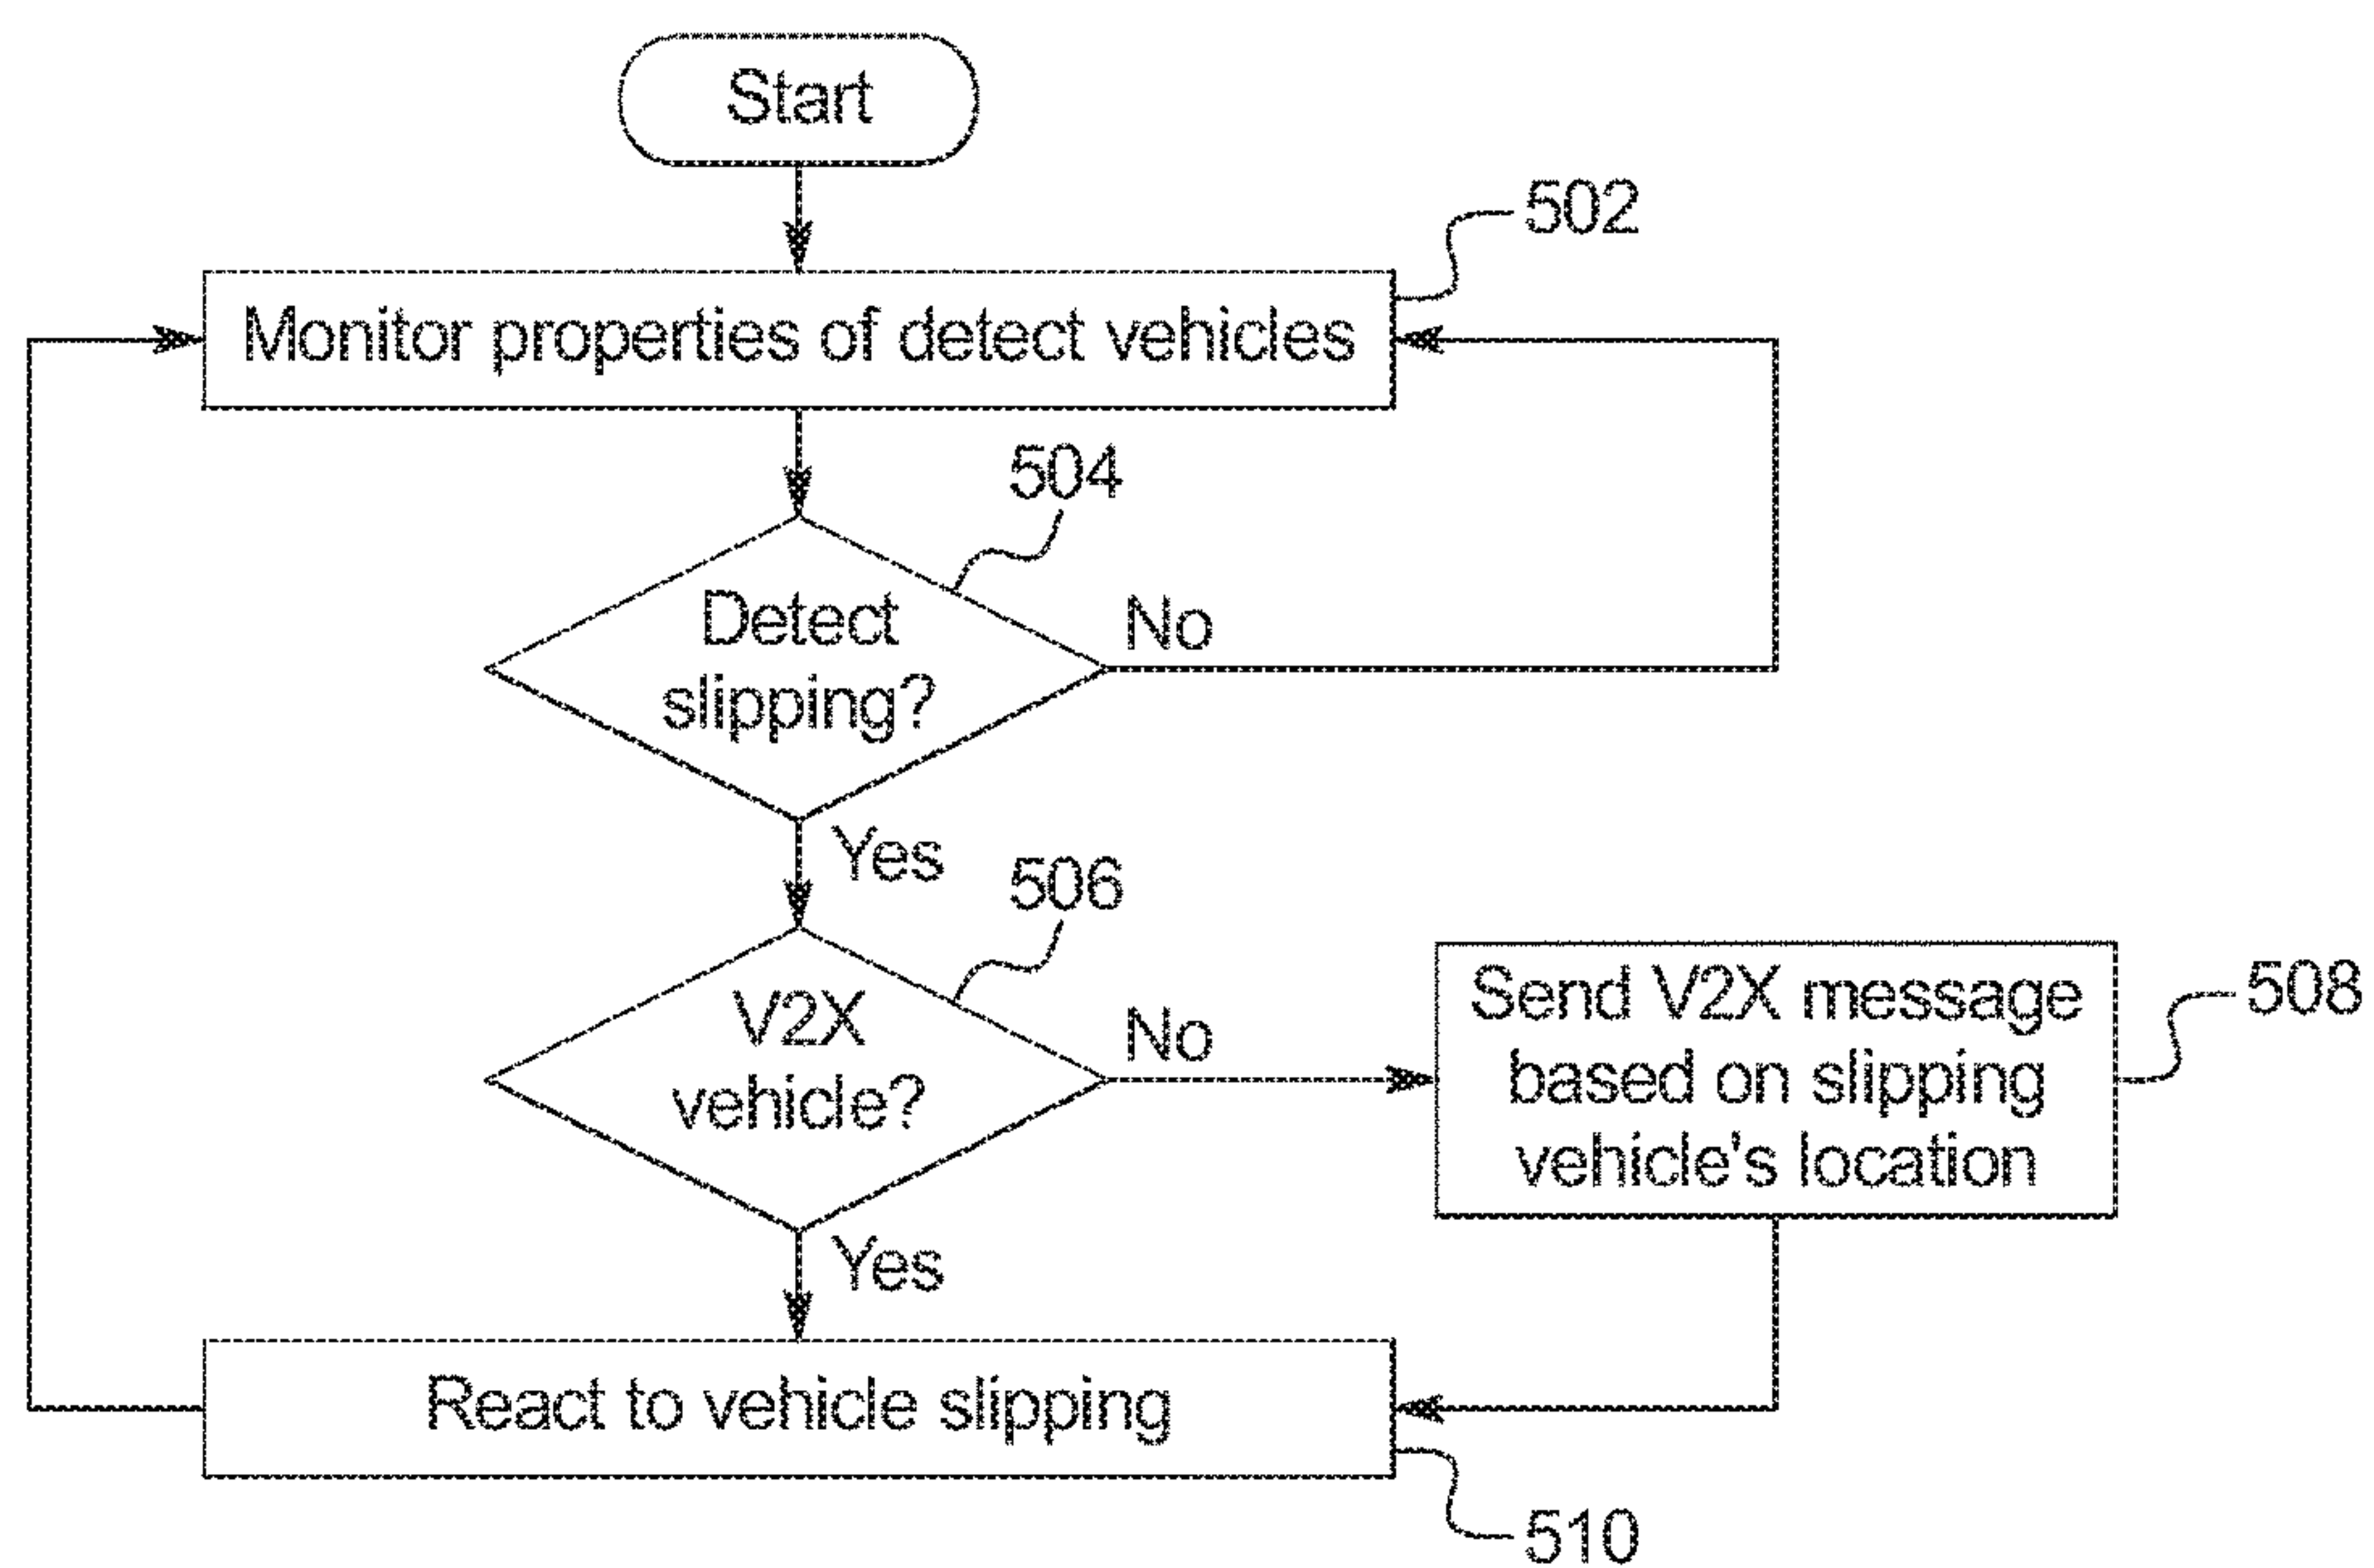 Start
502
Monitor properties of detect vehicles
504
Detect
slipping?
No
Yes
506
V2X
vehicle?
No
Send V2X message
based on slipping
vehicle's location
508
Yes
React to vehicle slipping
510